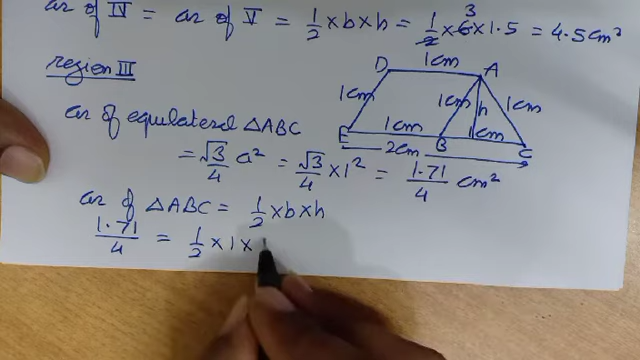 ar of IV = ar of V = 1/2 × b × h = 1/2 × 6 3 × 1.5 = 4.5 cm²
region III
D 1cm A
1cm 1cm h 1cm
E 1cm B 1cm C
2cm
ar of equilateral △ABC
= √3/4 a² = √3/4 × 1² = 1.71/4 cm²
ar of △ABC = 1/2 × b × h
1.71/4 = 1/2 × 1 ×